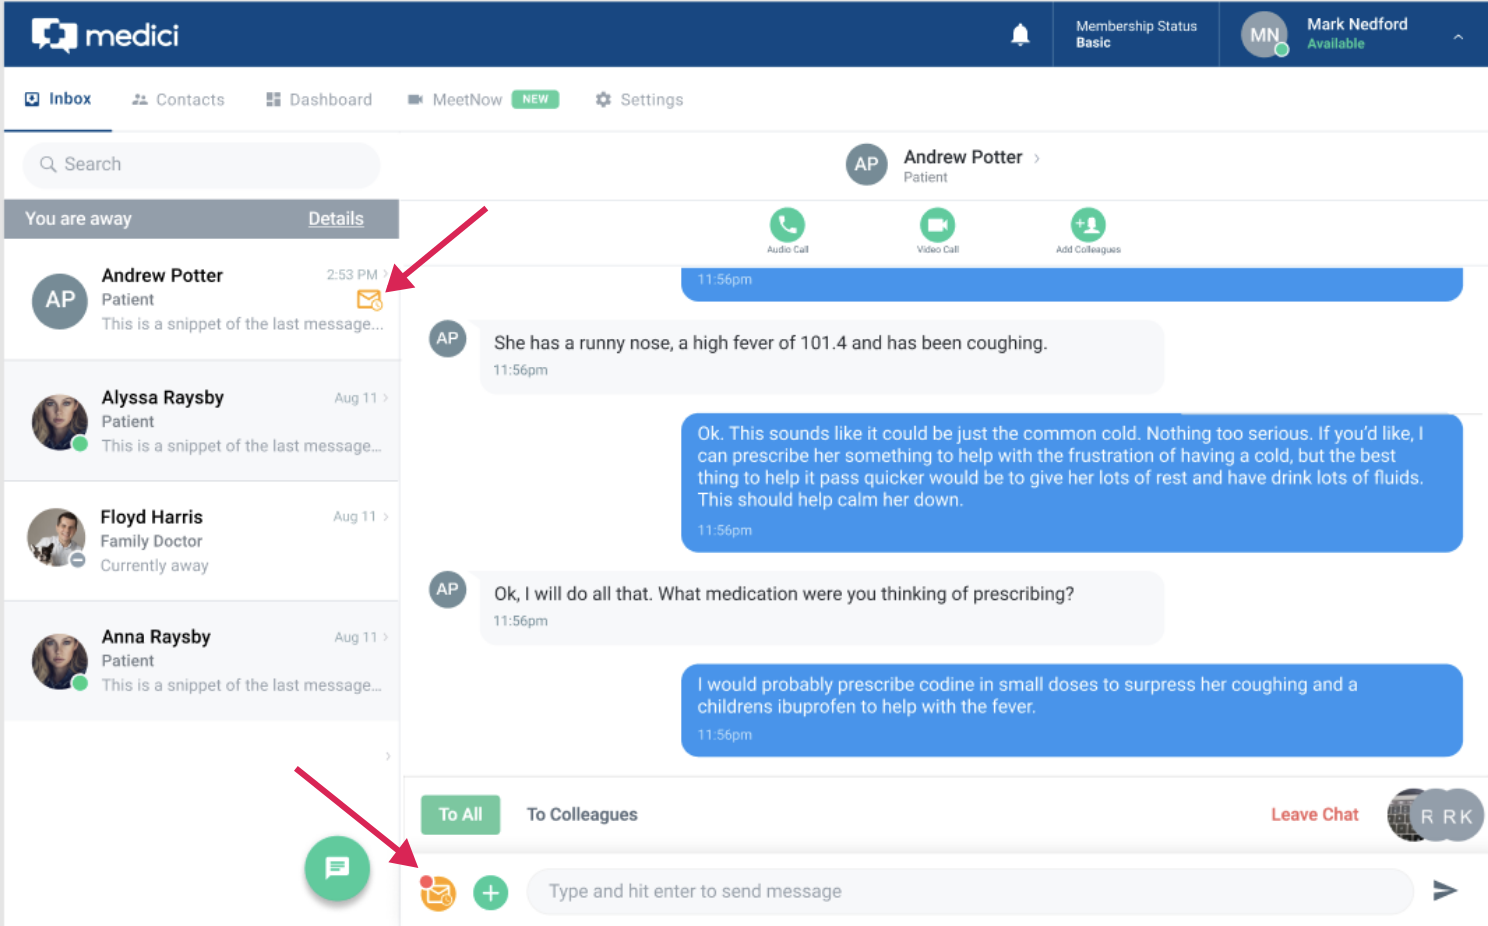 medici
Membership Status
Basic
MN
Mark Nedford
Available
Inbox
Contacts
Dashboard
MeetNow
NEW
Settings
Search
AP
Andrew Potter
Patient
You are away
Details
Audio Call
Video Call
Add Colleagues
AP
Andrew Potter
2:53 PM
Patient
This is a snippet of the last message...
Alyssa Raysby
Aug 11
Patient
This is a snippet of the last message...
Floyd Harris
Aug 11
Family Doctor
Currently away
Anna Raysby
Aug 11
Patient
This is a snippet of the last message...
11:56pm
AP
She has a runny nose, a high fever of 101.4 and has been coughing.
11:56pm
Ok. This sounds like it could be just the common cold. Nothing too serious. If you'd like, I
can prescribe her something to help with the frustration of having a cold, but the best
thing to help it pass quicker would be to give her lots of rest and have drink lots of fluids.
This should help calm her down.
11:56pm
AP
Ok, I will do all that. What medication were you thinking of prescribing?
11:56pm
I would probably prescribe codine in small doses to surpress her coughing and a
childrens ibuprofen to help with the fever.
11:56pm
To All
To Colleagues
Leave Chat
R
RK
Type and hit enter to send message